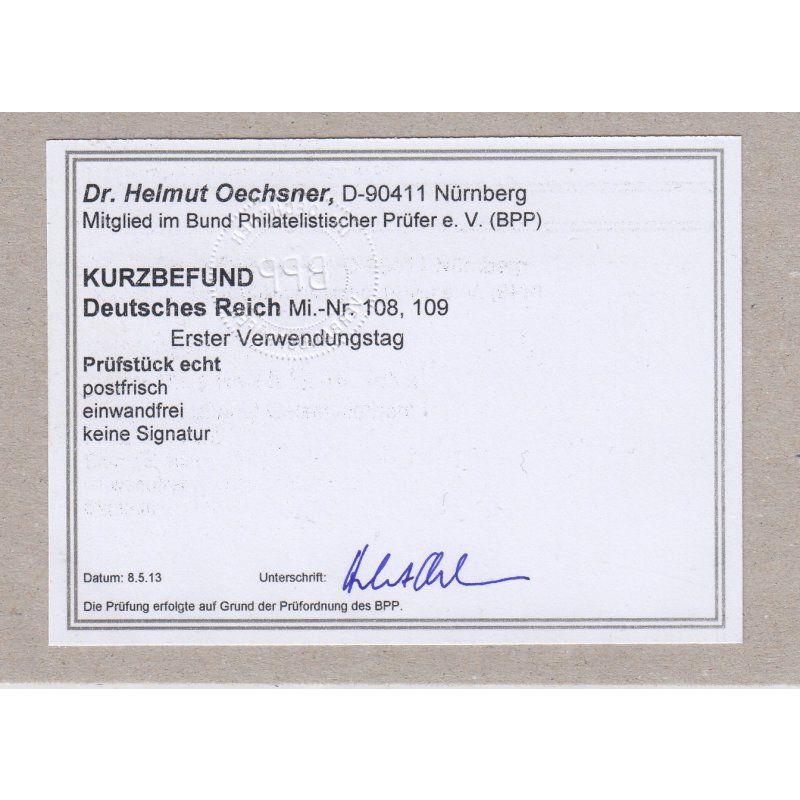 Dr. Helmut Oechsner, D-90411 Nürnberg
Mitglied im Bund Philatelistischer Prüfer e. V. (BPP)
BPP
KURZBEFUND
Deutsches Reich Mi.-Nr. 108, 109
Erster Verwendungstag
Prüfstück echt
postfrisch
einwandfrei
keine Signatur
Datum: 8.5.13 Unterschrift:
Die Prüfung erfolgte auf Grund der Prüfordnung des BPP.